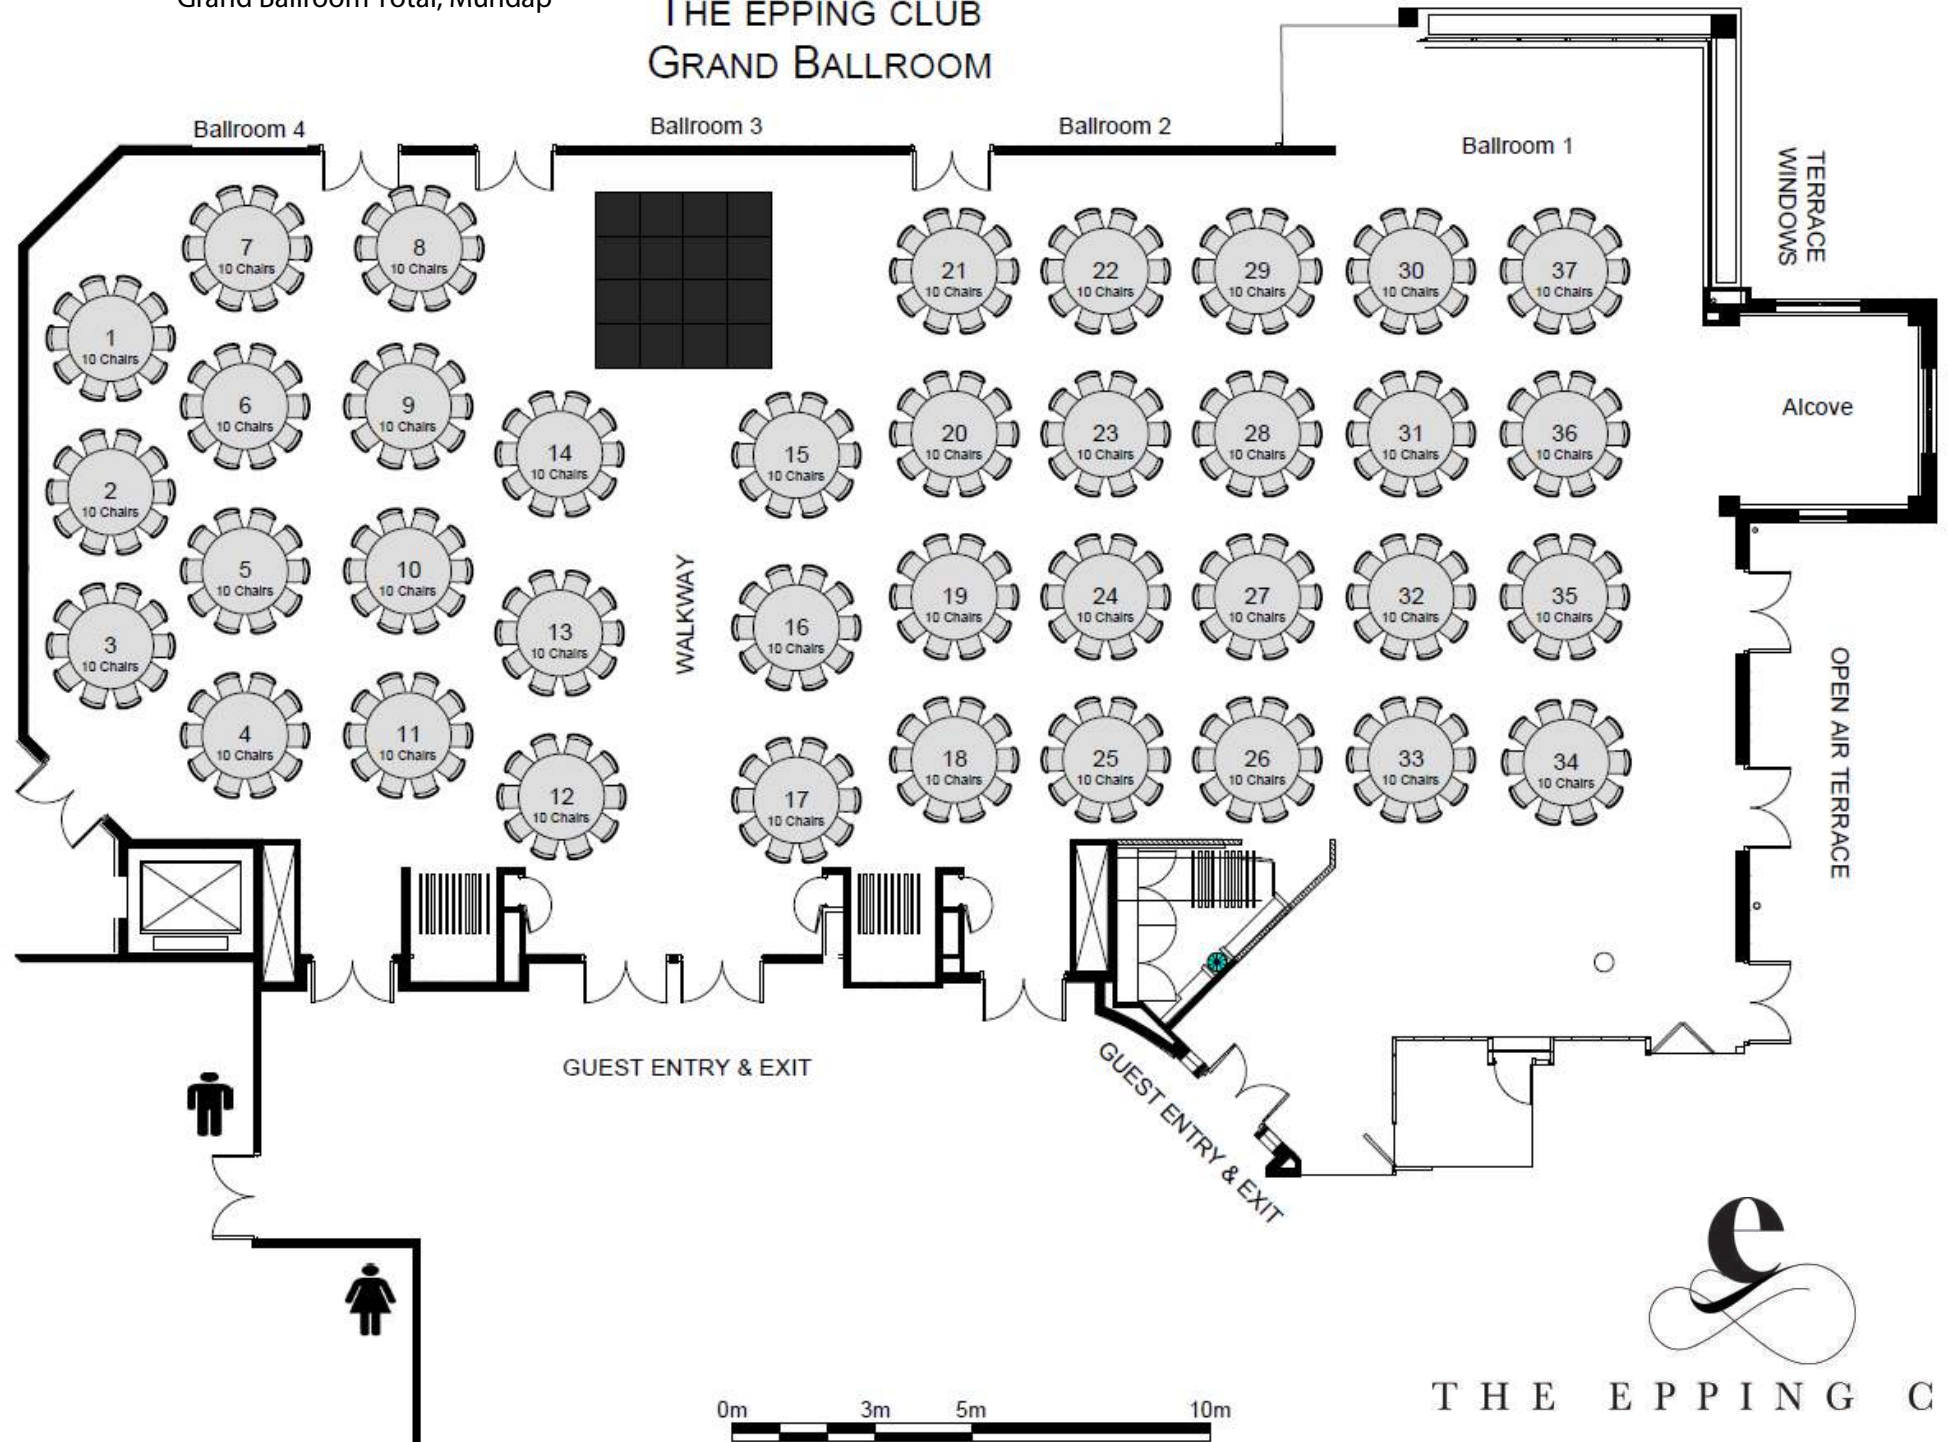 Grand Ballroom Total, Mundap
THE EPPING CLUB
GRAND BALLROOM
Ballroom 4
Ballroom 3
Ballroom 2
Ballroom 1
TERRACE
WINDOWS
7
10 Chairs
8
10 Chairs
21
10 Chairs
22
10 Chairs
29
10 Chairs
30
10 Chairs
37
10 Chairs
1
10 Chairs
6
10 Chairs
9
10 Chairs
14
10 Chairs
15
10 Chairs
20
10 Chairs
23
10 Chairs
28
10 Chairs
31
10 Chairs
36
10 Chairs
Alcove
2
10 Chairs
5
10 Chairs
10
10 Chairs
13
10 Chairs
WALKWAY
16
10 Chairs
19
10 Chairs
24
10 Chairs
27
10 Chairs
32
10 Chairs
35
10 Chairs
3
10 Chairs
4
10 Chairs
11
10 Chairs
12
10 Chairs
17
10 Chairs
18
10 Chairs
25
10 Chairs
26
10 Chairs
33
10 Chairs
34
10 Chairs
OPEN AIR TERRACE
GUEST ENTRY & EXIT
GUEST ENTRY & EXIT
e
THE EPPING C
0m 3m 5m 10m